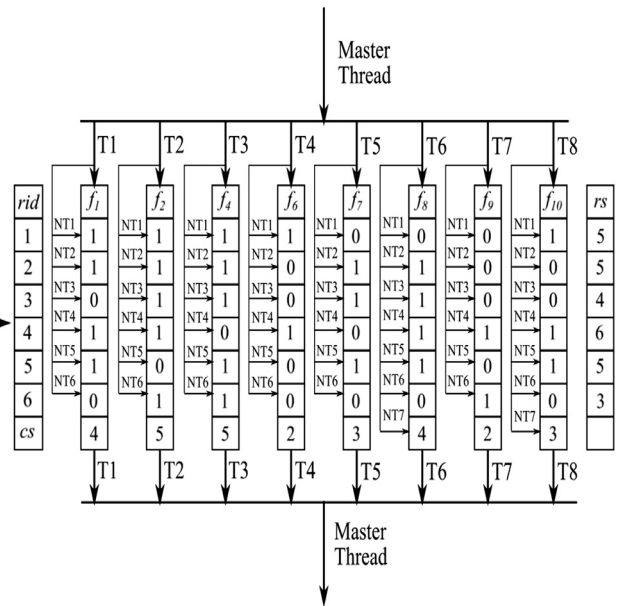 Master
Thread
T1 T2 T3 T4 T5 T6 T7 T8
rid f1 f2 f4 f6 f7 f8 f9 f10 rs
NT1 NT1 NT1 NT1 NT1 NT1 NT1 NT1
1 1 1 1 1 0 0 0 1 5
NT2 NT2 NT2 NT2 NT2 NT2 NT2 NT2
2 1 1 1 0 1 1 0 0 5
NT3 NT3 NT3 NT3 NT3 NT3 NT3 NT3
3 0 1 1 0 1 1 0 0 4
NT4 NT4 NT4 NT4 NT4 NT4 NT4 NT4
4 1 1 0 1 0 1 1 1 6
NT5 NT5 NT5 NT5 NT5 NT5 NT5 NT5
5 1 0 1 0 1 1 0 1 5
NT6 NT6 NT6 NT6 NT6 NT6 NT6 NT6
6 0 1 1 0 0 0 1 0 3
NT7 NT7
cs 4 5 5 2 3 4 2 3
T1 T2 T3 T4 T5 T6 T7 T8
Master
Thread